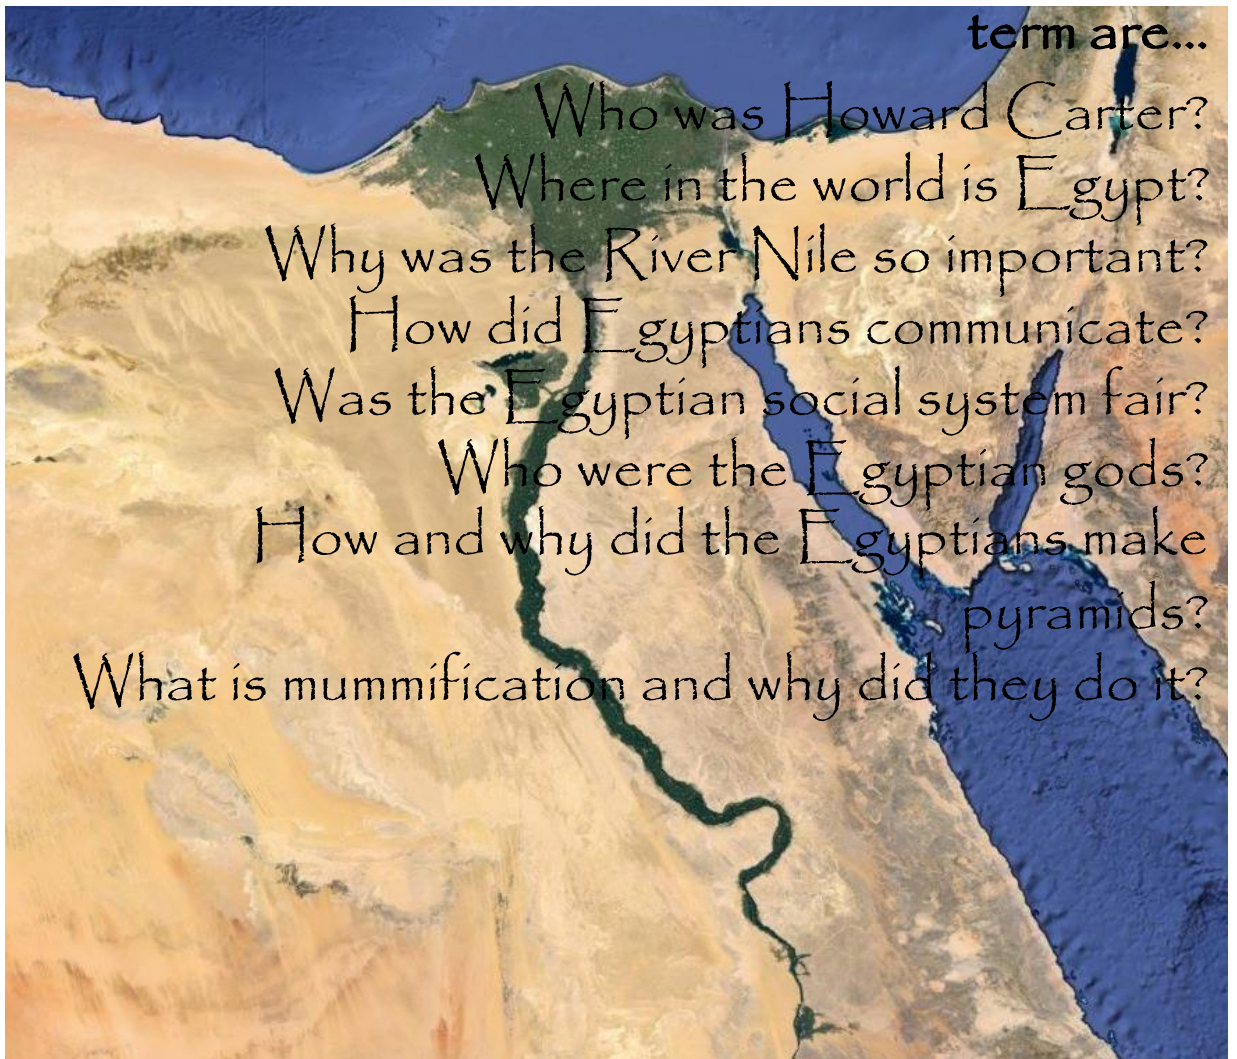 term are...
Who was Howard Carter?
Where in the world is Egypt?
Why was the River Nile so important?
How did Egyptians communicate?
Was the Egyptian social system fair?
Who were the Egyptian gods?
How and why did the Egyptians make
pyramids?
What is mummification and why did they do it?